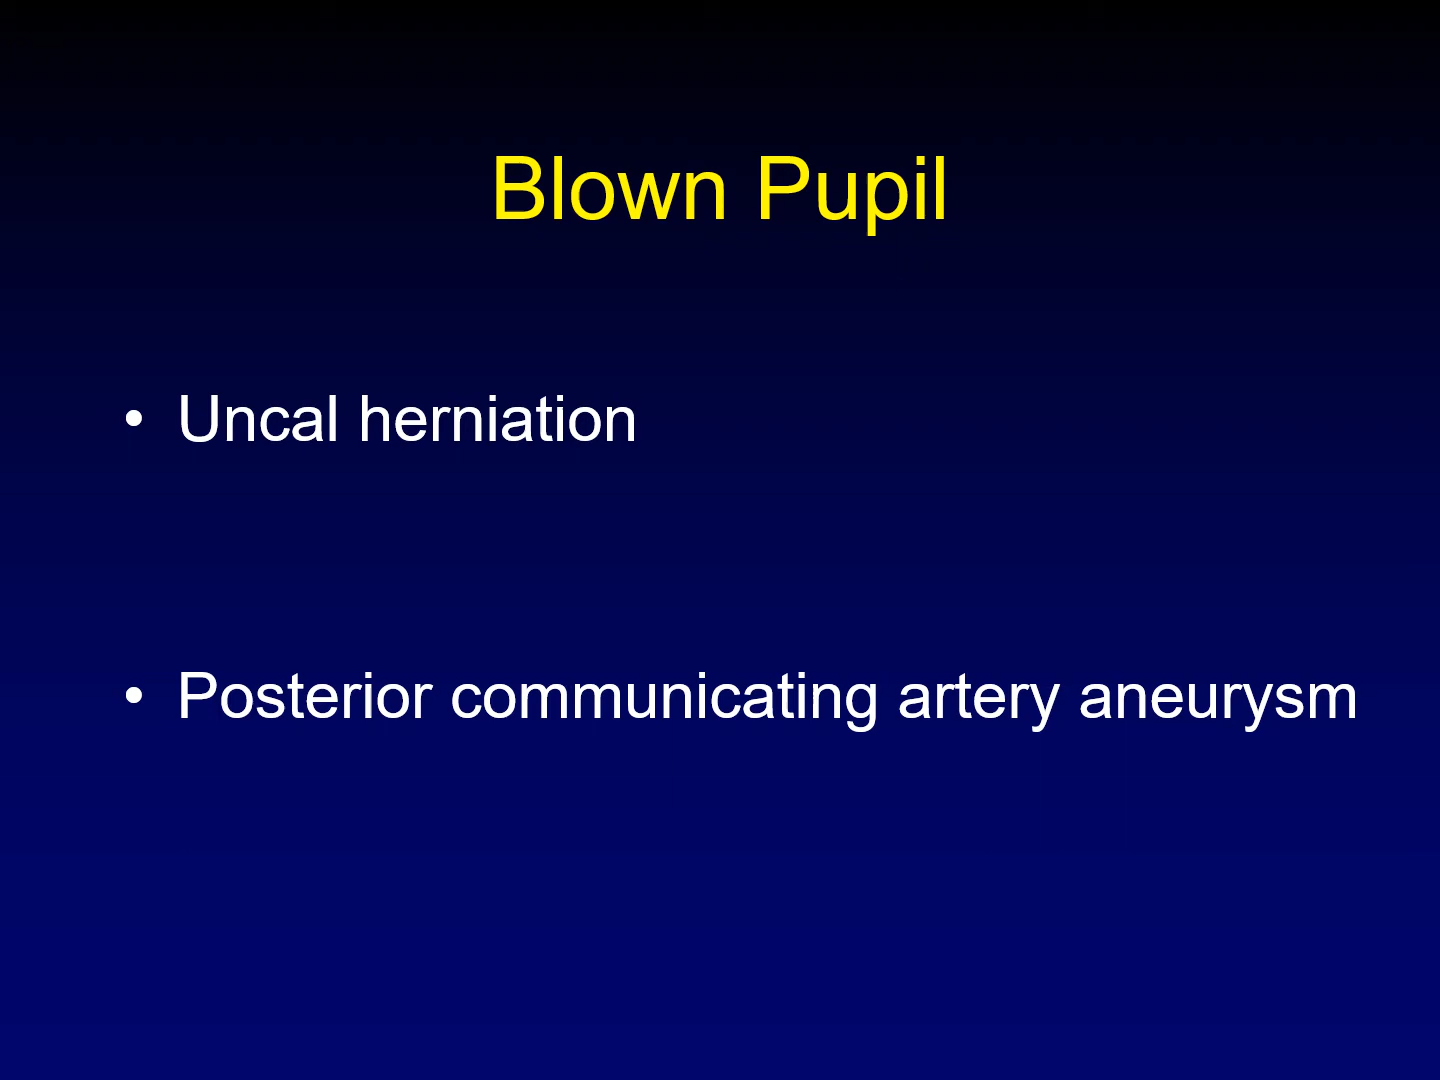 Blown Pupil
• Uncal herniation
• Posterior communicating artery aneurysm